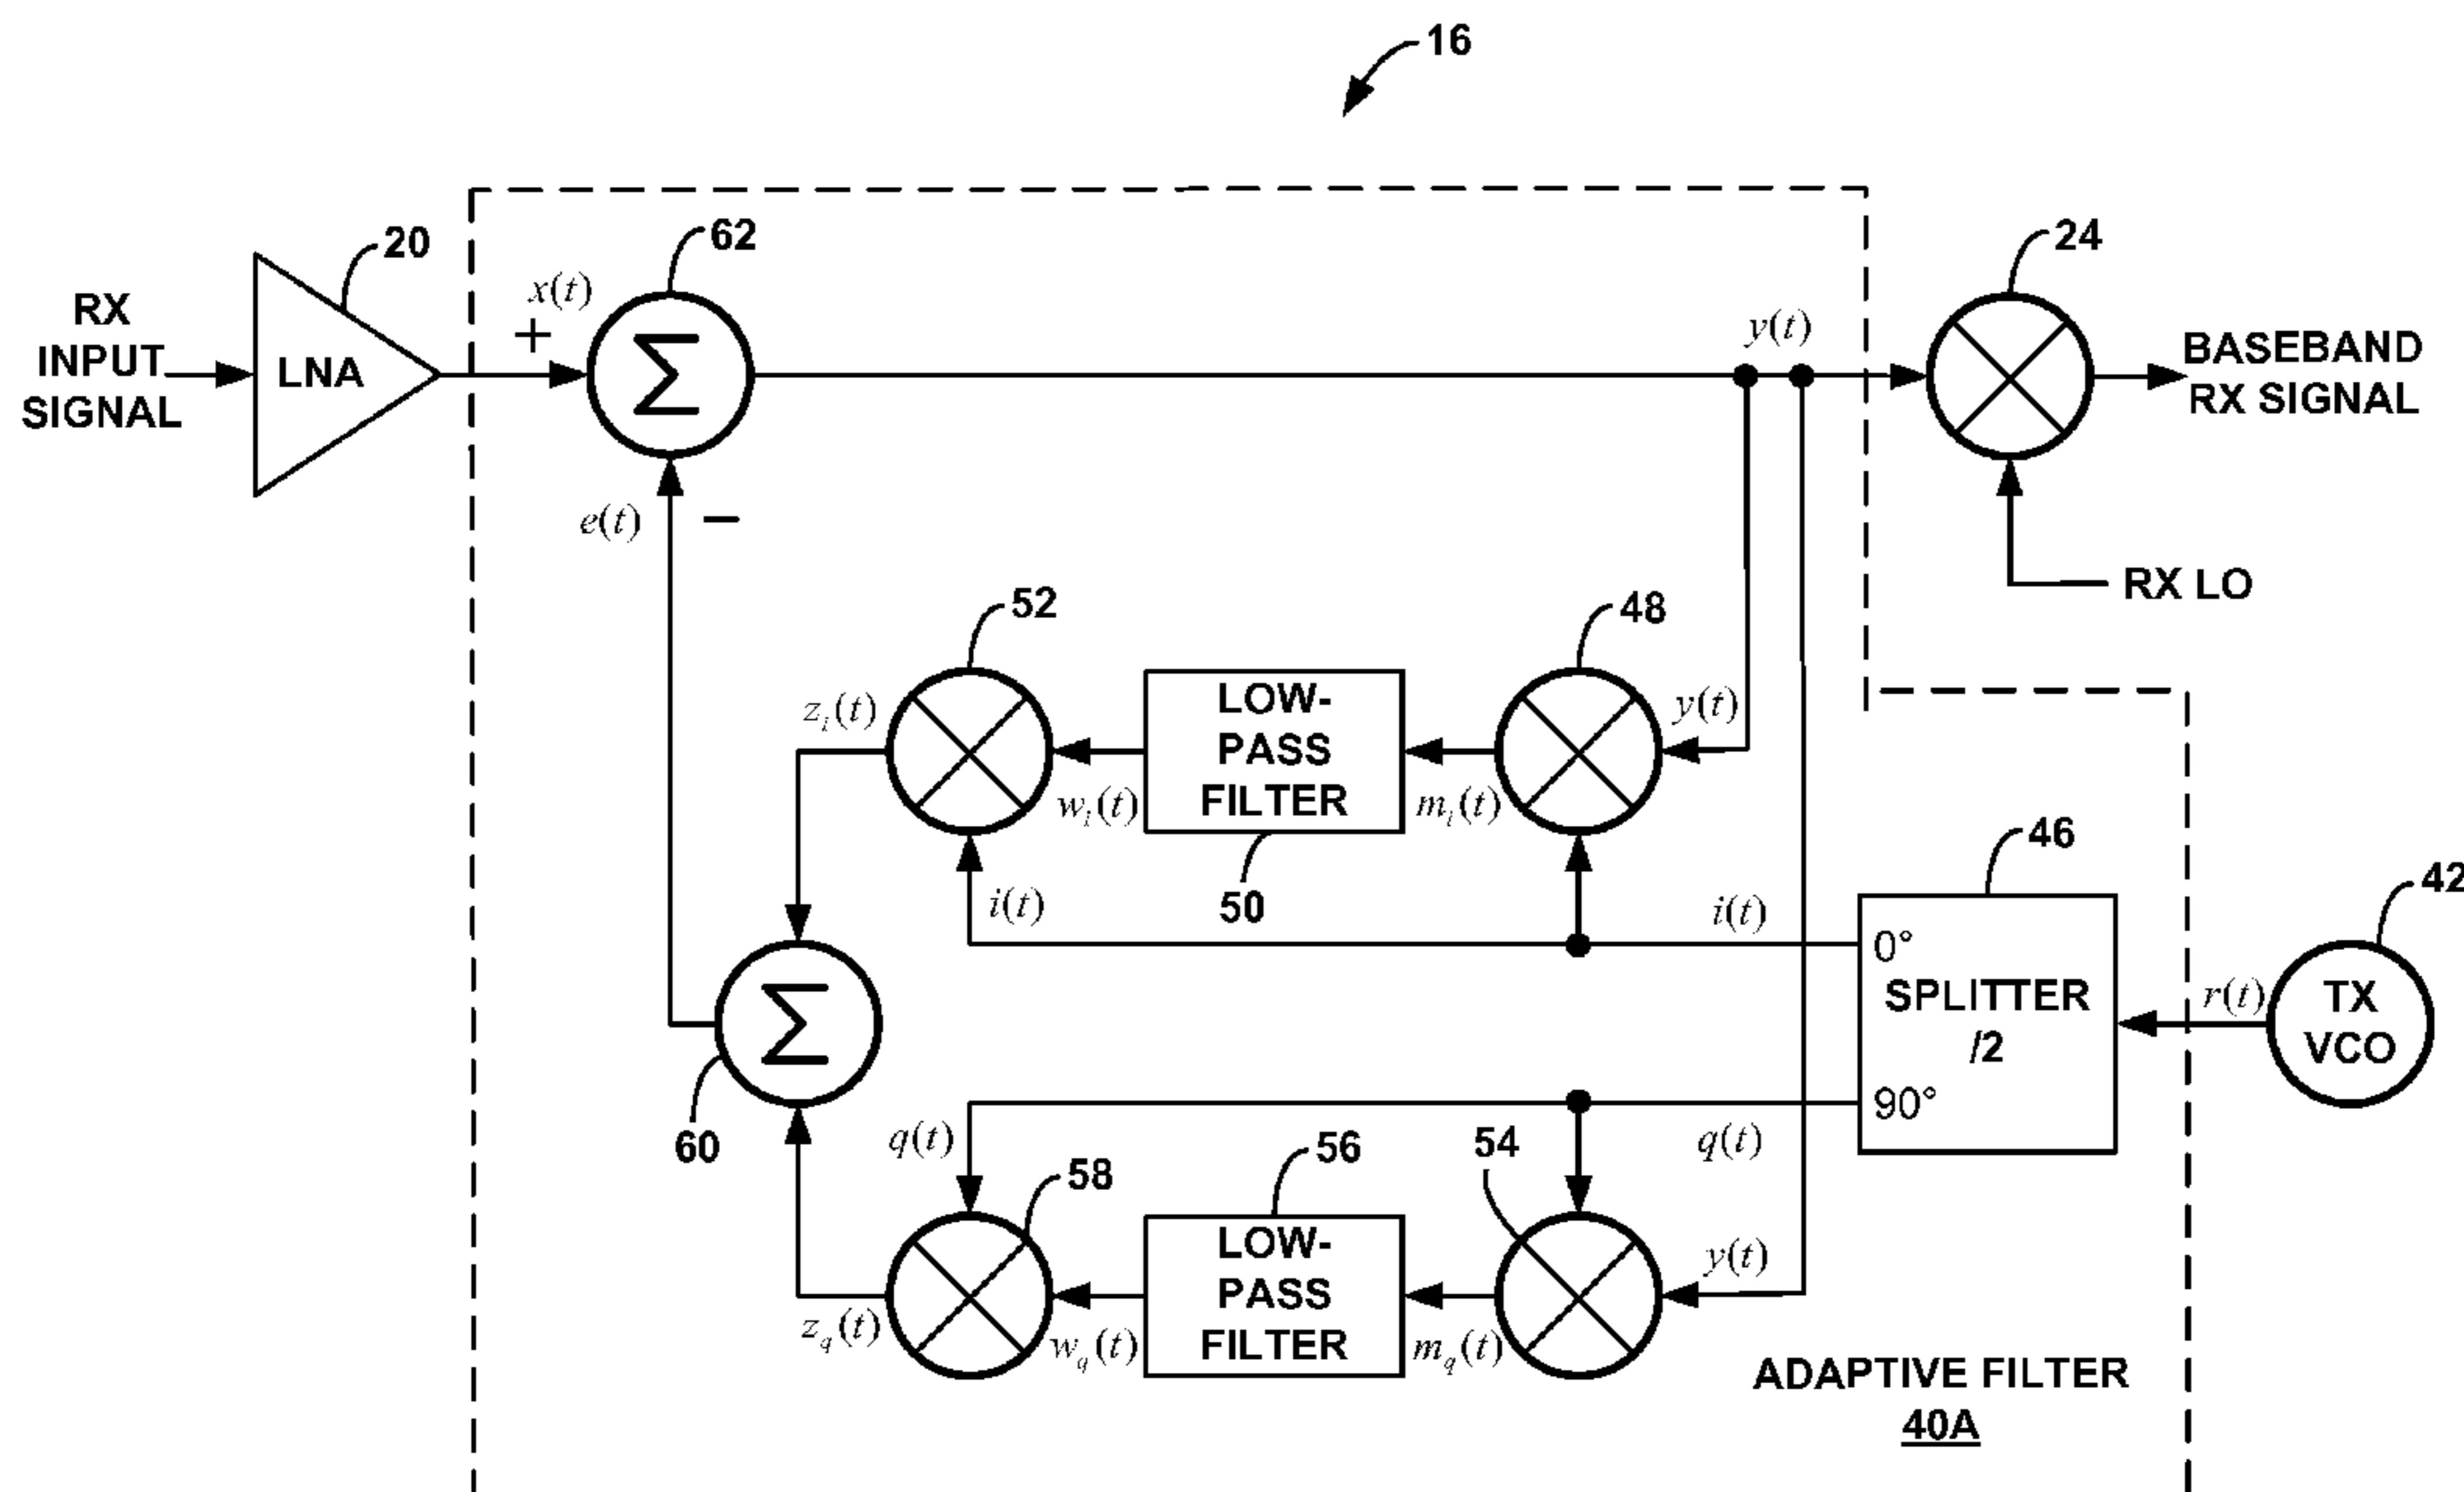 16
20
62
24
x(t)
+
RX
INPUT
SIGNAL
LNA
Σ
y(t)
BASEBAND
RX SIGNAL
e(t)
−
RX LO
52
48
z_i(t)
LOW-
PASS
FILTER
y(t)
w_i(t)
m_i(t)
50
46
42
i(t)
i(t)
0°
SPLITTER
/2
90°
r(t)
TX
VCO
Σ
60
q(t)
58
56
54
q(t)
z_q(t)
LOW-
PASS
FILTER
y(t)
w_q(t)
m_q(t)
ADAPTIVE FILTER
40A